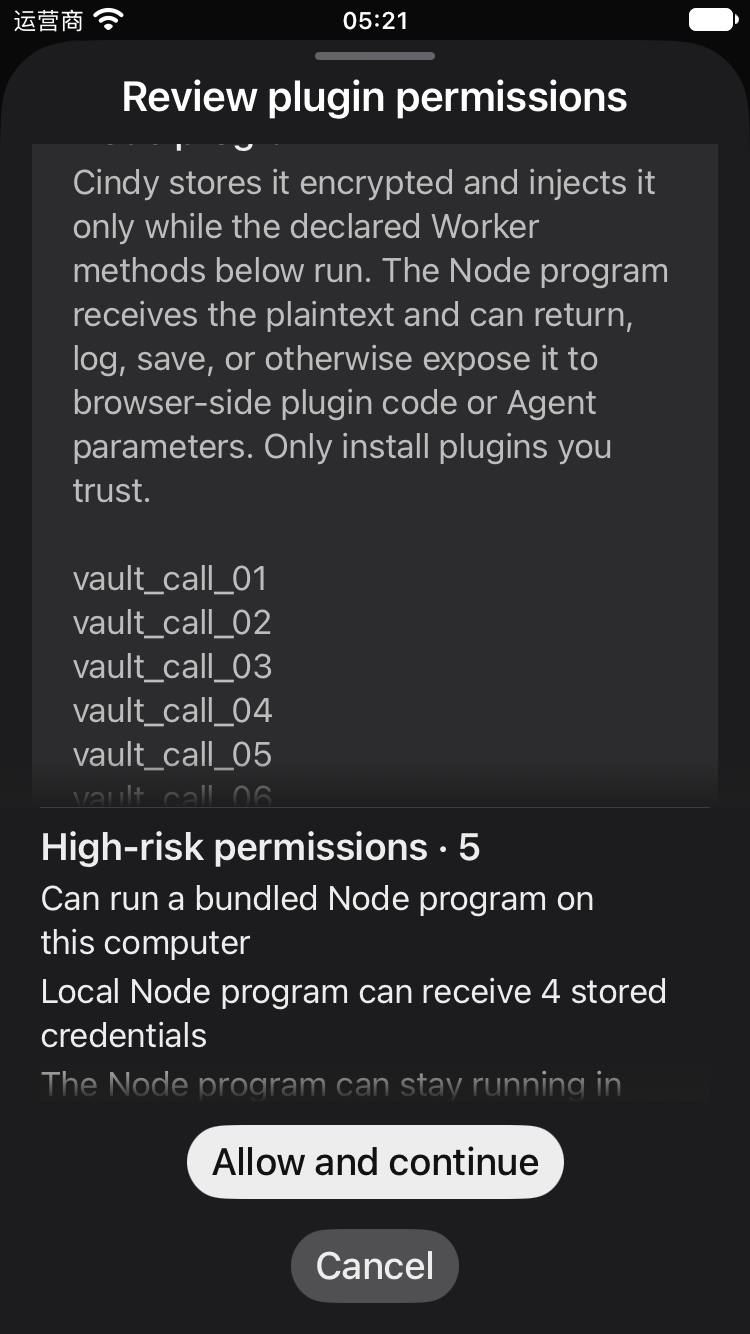 运营商
05:21
Review plugin permissions
Cindy stores it encrypted and injects it
only while the declared Worker
methods below run. The Node program
receives the plaintext and can return,
log, save, or otherwise expose it to
browser-side plugin code or Agent
parameters. Only install plugins you
trust.
vault_call_01
vault_call_02
vault_call_03
vault_call_04
vault_call_05
vault_call_06
High-risk permissions · 5
Can run a bundled Node program on
this computer
Local Node program can receive 4 stored
credentials
The Node program can stay running in
Allow and continue
Cancel